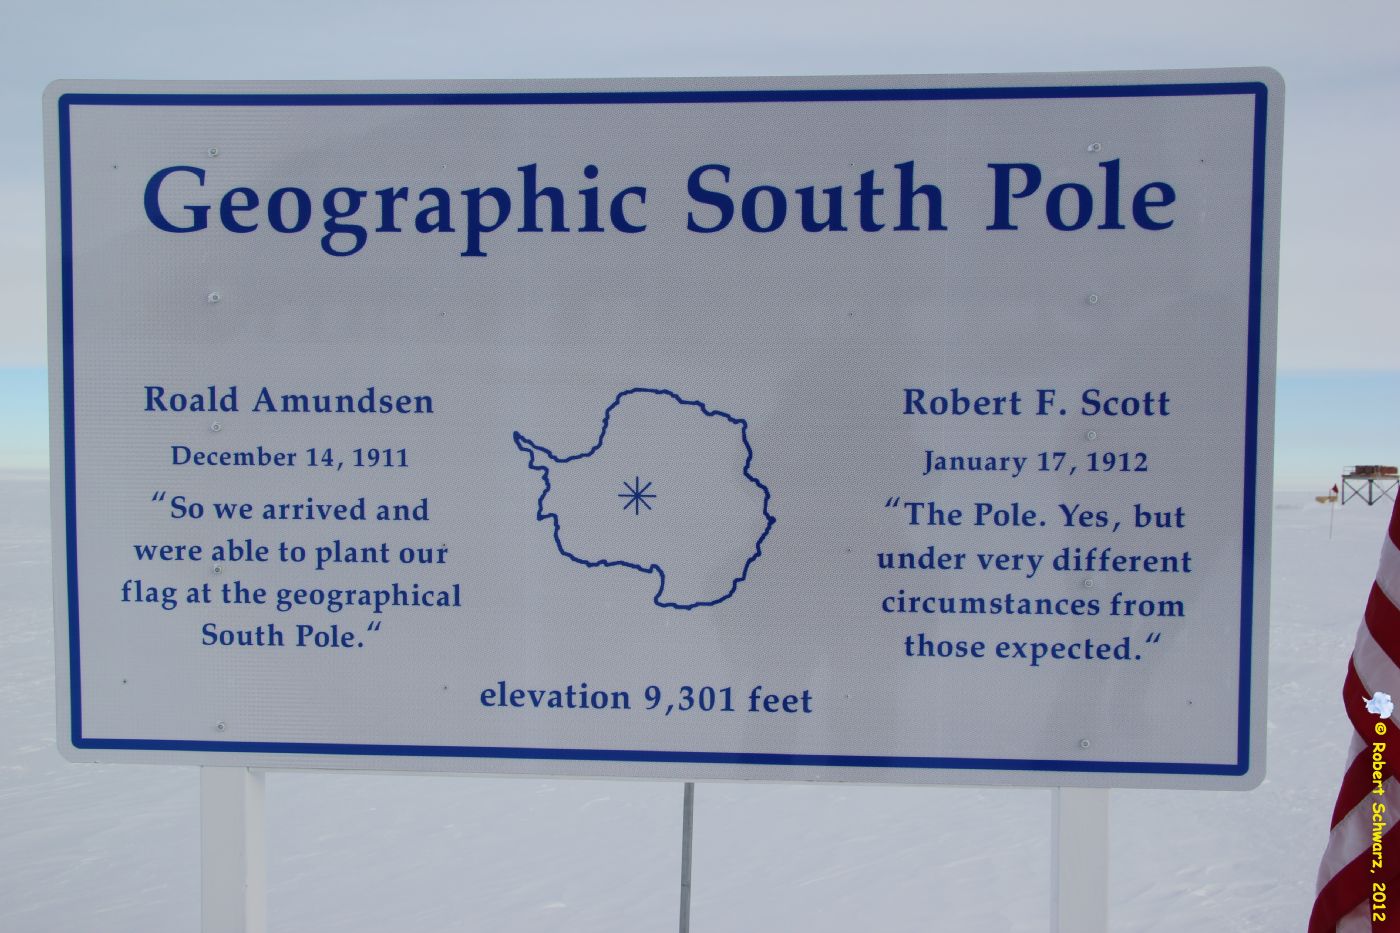 Geographic South Pole
Roald Amundsen
December 14, 1911
“So we arrived and
were able to plant our
flag at the geographical
South Pole.“
Robert F. Scott
January 17, 1912
“The Pole. Yes, but
under very different
circumstances from
those expected.“
elevation 9,301 feet
© Robert Schwarz, 2012